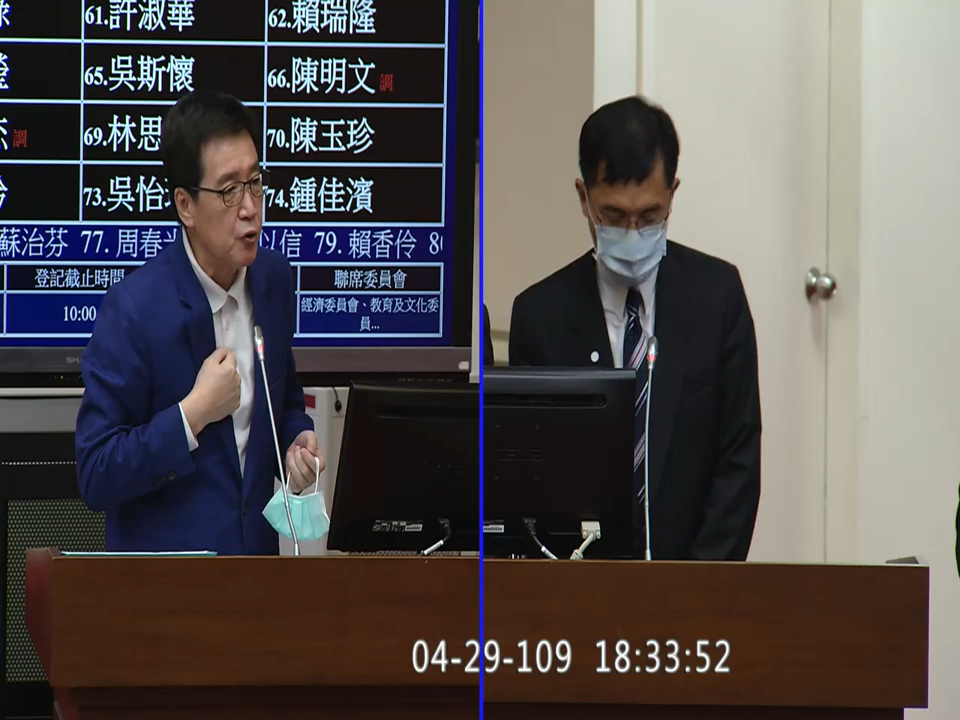 61.許淑華 62.賴瑞隆
65.吳斯懷 66.陳明文 調
調 69.林思 70.陳玉珍
73.吳怡 74.鍾佳濱
蘇治芬 77. 周春 以信 79. 賴香伶 80
登記截止時間 聯席委員會
10:00 經濟委員會、教育及文化委
員...
04-29-109 18:33:52